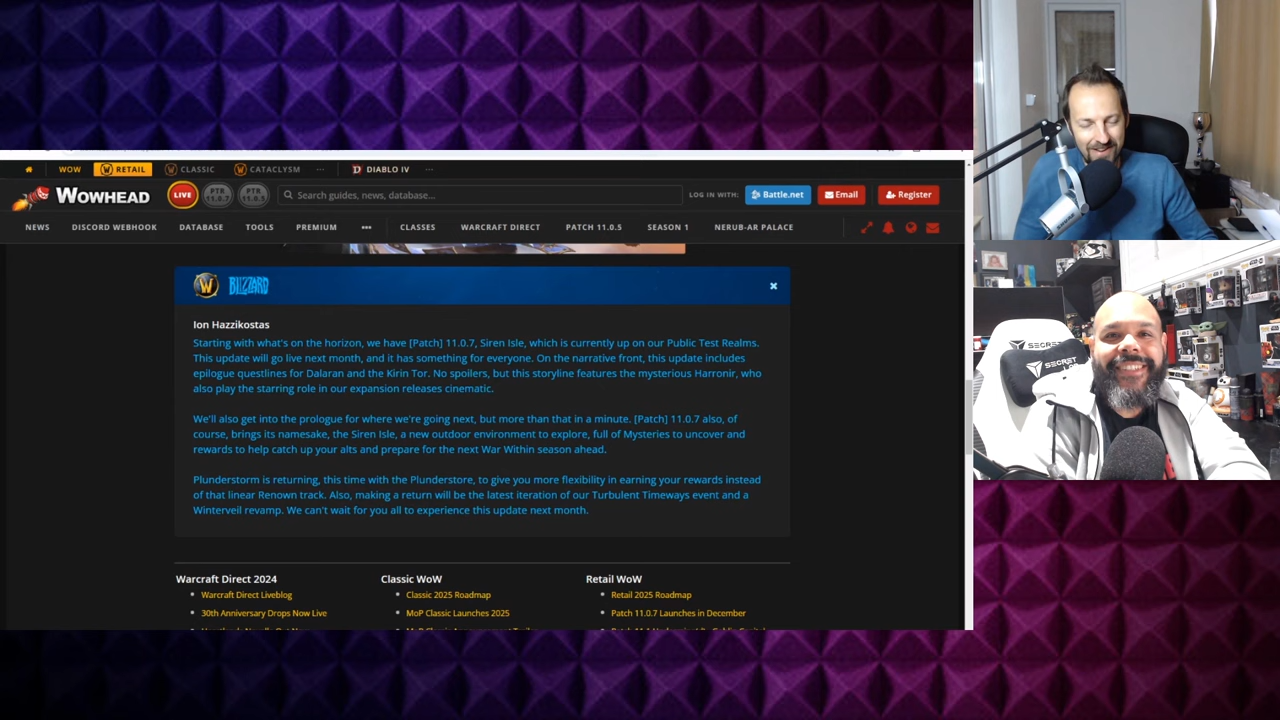 WOW
RETAIL
CLASSIC
CATACLYSM
DIABLO IV
WOWHEAD
LIVE
PTR
11.0.7
PTR
11.0.5
Search guides, news, database...
LOG IN WITH:
Battle.net
Email
Register
NEWS
DISCORD WEBHOOK
DATABASE
TOOLS
PREMIUM
CLASSES
WARCRAFT DIRECT
PATCH 11.0.5
SEASON 1
NERUB-AR PALACE
BLIZZARD
Ion Hazzikostas
Starting with what's on the horizon, we have [Patch] 11.0.7, Siren Isle, which is currently up on our Public Test Realms.
This update will go live next month, and it has something for everyone. On the narrative front, this update includes
epilogue questlines for Dalaran and the Kirin Tor. No spoilers, but this storyline features the mysterious Harronir, who
also play the starring role in our expansion releases cinematic.
We'll also get into the prologue for where we're going next, but more than that in a minute. [Patch] 11.0.7 also, of
course, brings its namesake, the Siren Isle, a new outdoor environment to explore, full of Mysteries to uncover and
rewards to help catch up your alts and prepare for the next War Within season ahead.
Plunderstorm is returning, this time with the Plunderstore, to give you more flexibility in earning your rewards instead
of that linear Renown track. Also, making a return will be the latest iteration of our Turbulent Timeways event and a
Winterveil revamp. We can't wait for you all to experience this update next month.
Warcraft Direct 2024
Classic WoW
Retail WoW
Warcraft Direct Liveblog
Classic 2025 Roadmap
Retail 2025 Roadmap
30th Anniversary Drops Now Live
MoP Classic Launches 2025
Patch 11.0.7 Launches in December
SECRET
SECRET